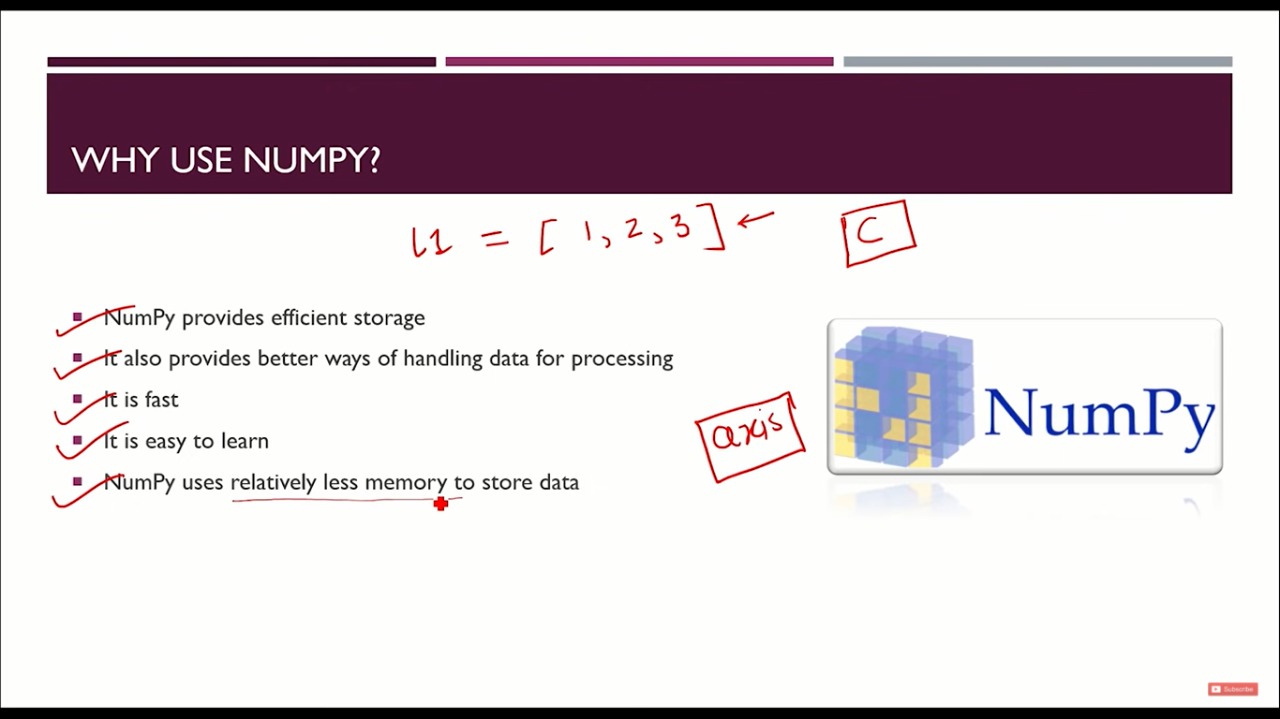 WHY USE NUMPY?
l1 = [ 1, 2, 3 ] ←
C
NumPy provides efficient storage
It also provides better ways of handling data for processing
It is fast
It is easy to learn
NumPy uses relatively less memory to store data
axis
NumPy
Subscribe